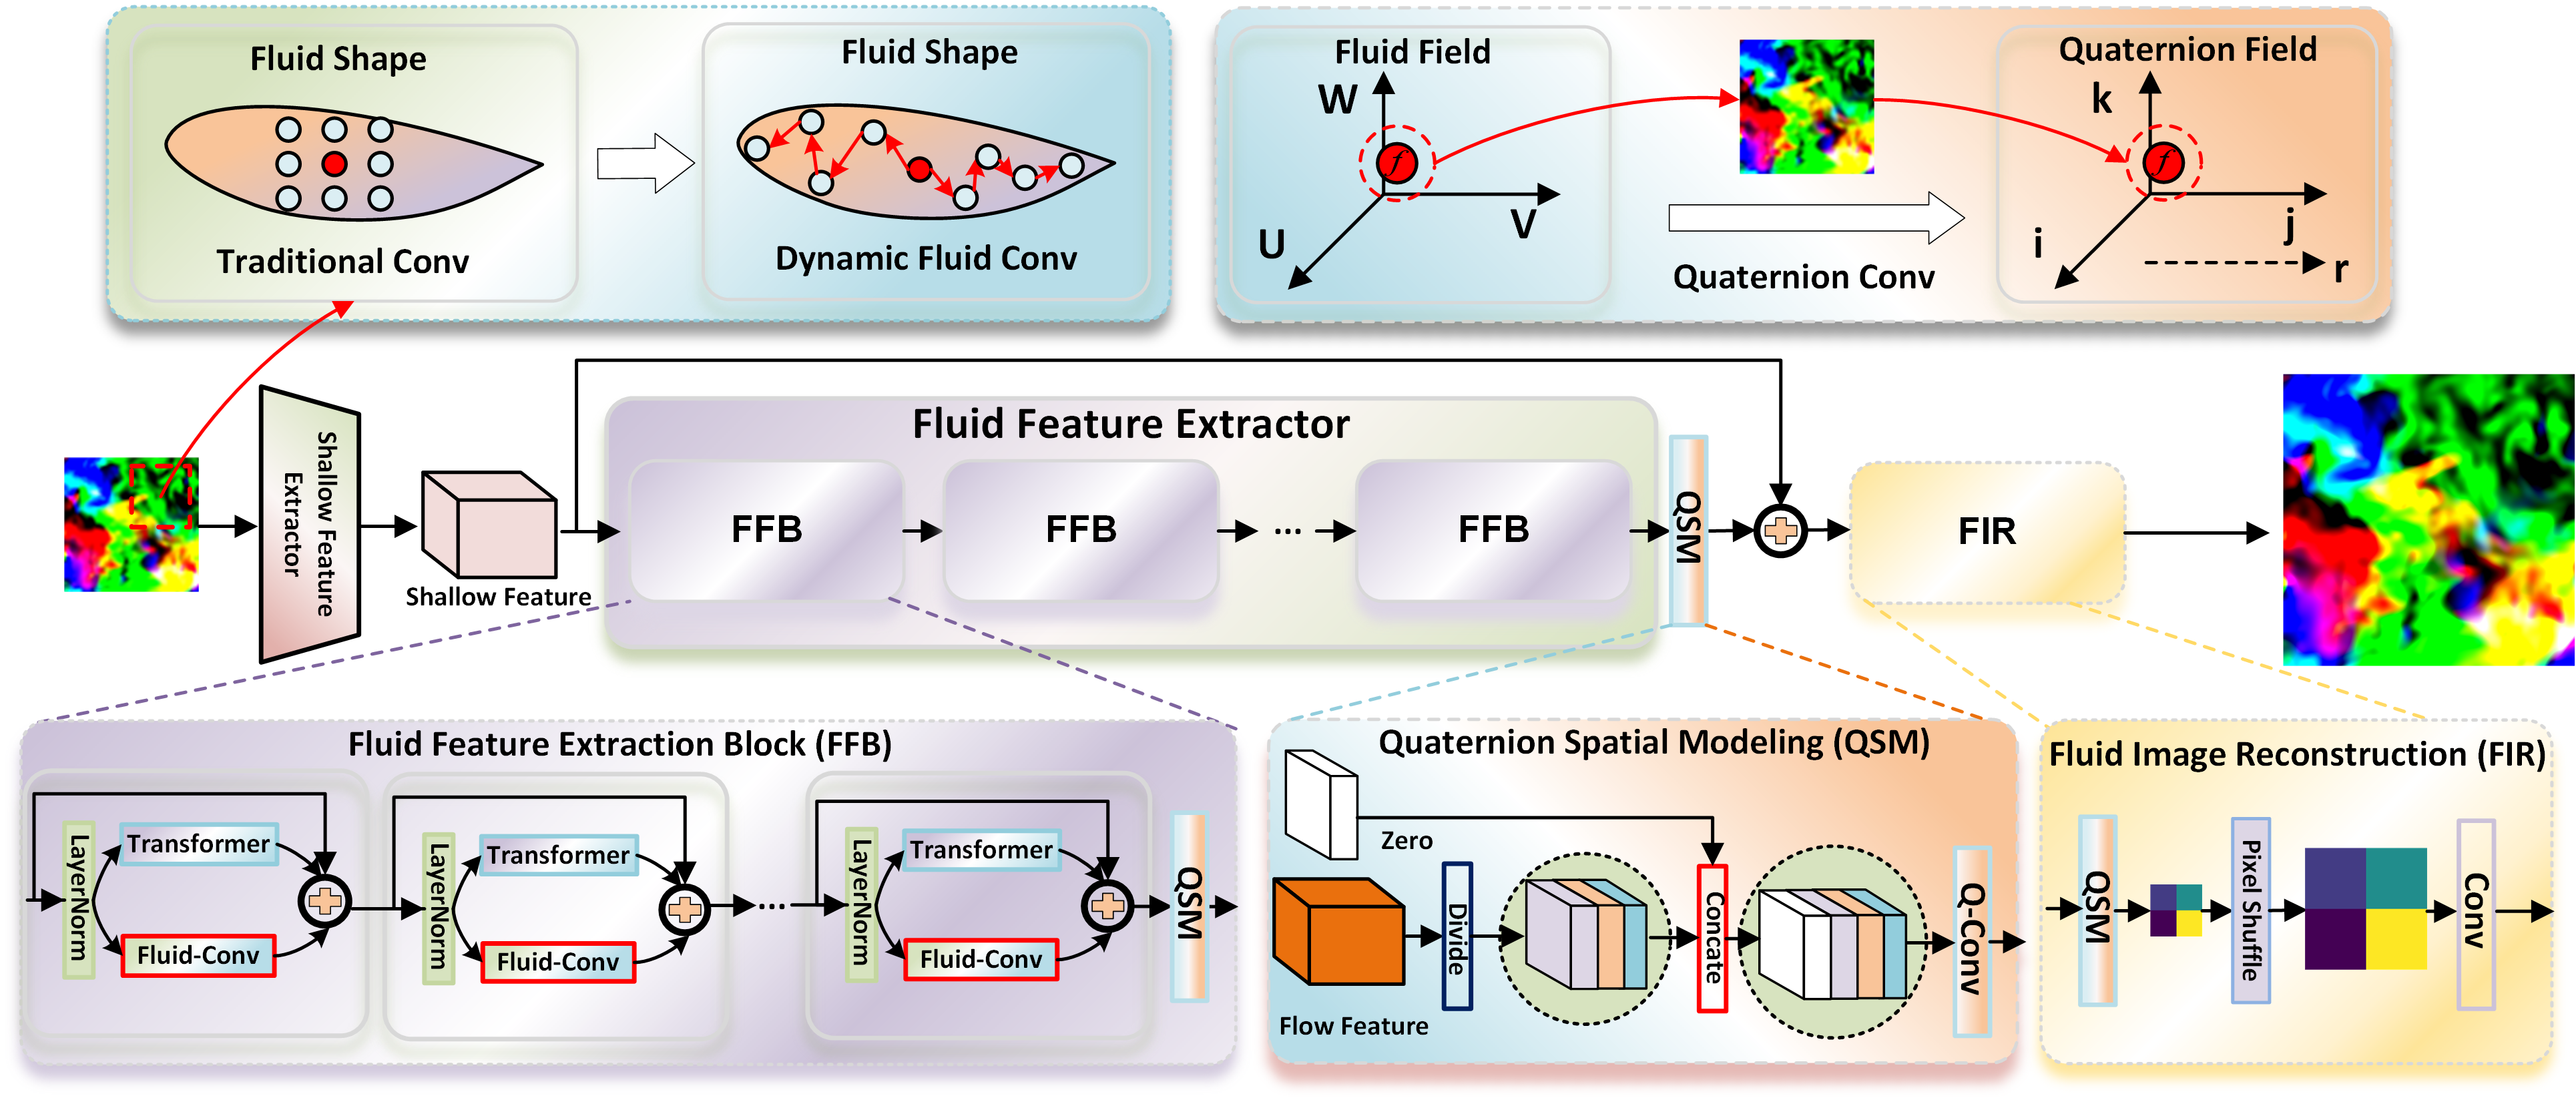 Fluid Shape
Traditional Conv
Fluid Shape
Dynamic Fluid Conv
Fluid Field
W
f
V
U
Quaternion Conv
Quaternion Field
k
f
j
i
r
Shallow Feature
Extractor
Shallow Feature
Fluid Feature Extractor
FFB
FFB
...
FFB
QSM
FIR
Fluid Feature Extraction Block (FFB)
LayerNorm
Transformer
Fluid-Conv
LayerNorm
Transformer
Fluid-Conv
...
LayerNorm
Transformer
Fluid-Conv
QSM
Quaternion Spatial Modeling (QSM)
Zero
Flow Feature
Divide
Concate
Q-Conv
Fluid Image Reconstruction (FIR)
QSM
Pixel Shuffle
Conv